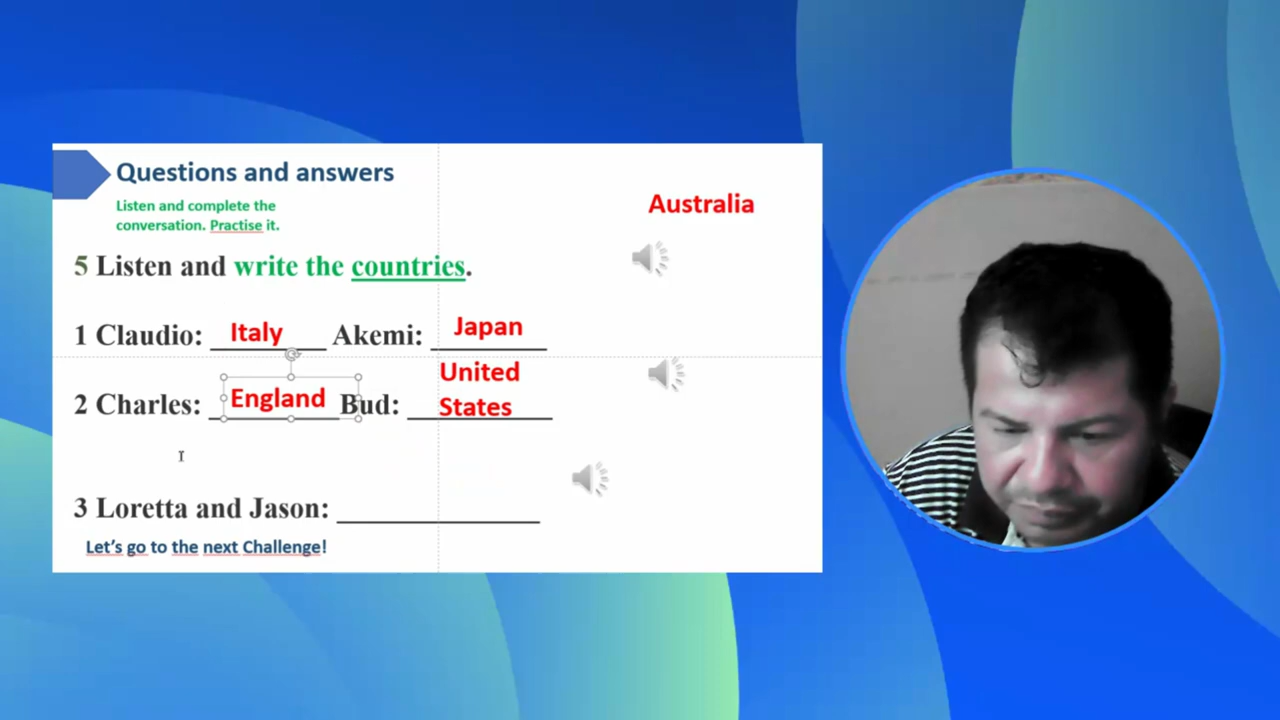 Questions and answers
Listen and complete the
conversation. Practise it.
Australia
5 Listen and write the countries.
1 Claudio: Italy Akemi: Japan
2 Charles: England Bud: United States
3 Loretta and Jason: ____________
Let's go to the next Challenge!